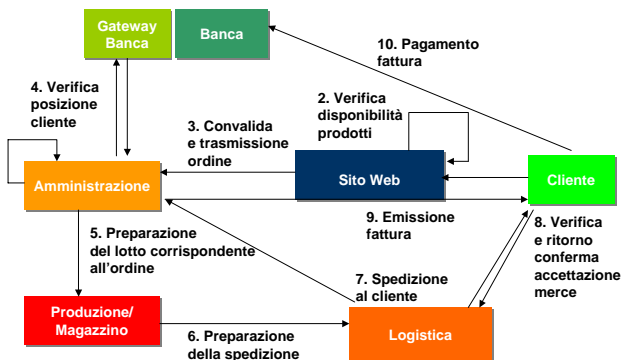 Gateway
Banca
Banca
10. Pagamento
fattura
4. Verifica
posizione
cliente
2. Verifica
disponibilità
prodotti
3. Convalida
e trasmissione
ordine
Amministrazione
Sito Web
Cliente
9. Emissione
fattura
8. Verifica
e ritorno
conferma
accettazione
merce
5. Preparazione
del lotto corrispondente
all'ordine
7. Spedizione
al cliente
Produzione/
Magazzino
Logistica
6. Preparazione
della spedizione